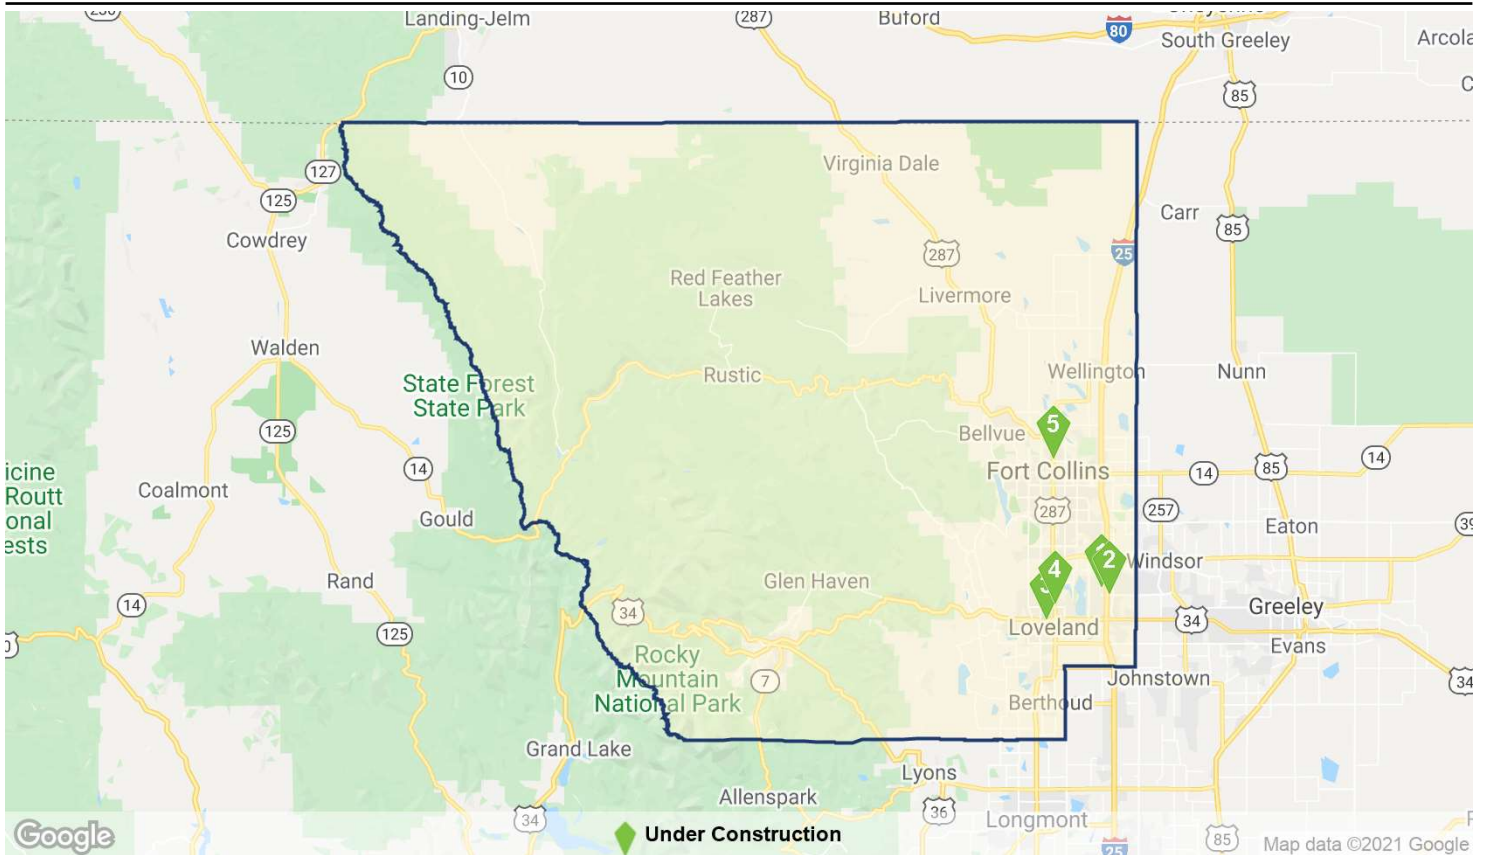 Landing-Jelm
287
Buford
80
South Greeley
Arcola
10
85
Virginia Dale
127
125
Carr
Cowdrey
85
287
25
Red Feather
Lakes
Livermore
Walden
Rustic
Wellington
Nunn
State Forest
State Park
125
5
Bellvue
14
icine
Routt
onal
ests
Coalmont
14
Fort Collins
14
85
287
257
Gould
Eaton
39
1
2
Windsor
4
3
Rand
Glen Haven
14
34
Greeley
34
125
Loveland
Evans
0
Rocky
Mountain
National Park
7
Johnstown
34
Berthoud
Grand Lake
Lyons
Allenspark
34
36
Longmont
Google
Under Construction
25
85
Map data ©2021 Google